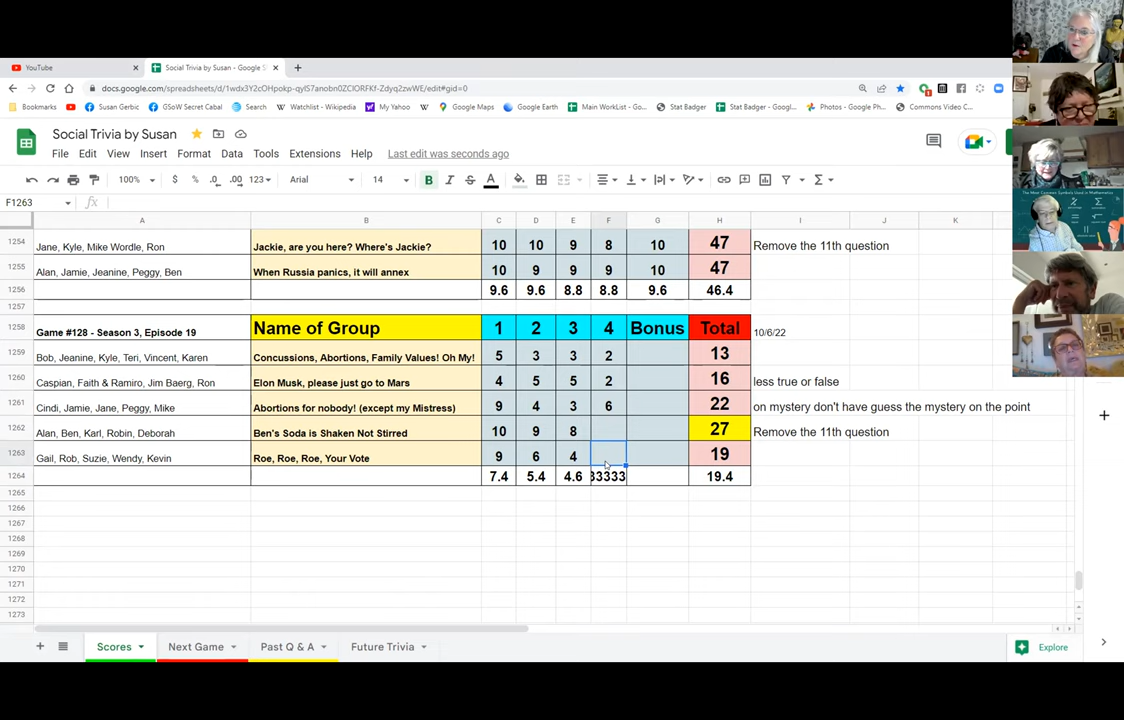 YouTube
Social Trivia by Susan - Google S
docs.google.com/spreadsheets/d/1wdx3Y2cOHpokp-qyIS7anobn0ZClORFKf-Zdyq2zwWE/edit#gid=0
Bookmarks Susan Gerbic GSoW Secret Cabal Search Watchlist - Wikipedia My Yahoo Google Maps Google Earth Main WorkList - Go... Stat Badger Stat Badger - Googl... Photos - Google Ph... Commons Video C...
Social Trivia by Susan
File Edit View Insert Format Data Tools Extensions Help Last edit was seconds ago
100% $ % .0 .00 123 Arial 14 B I S A
F1263 fx
A B C D E F G H I J K
1254 Jane, Kyle, Mike Wordle, Ron Jackie, are you here? Where's Jackie? 10 10 9 8 10 47 Remove the 11th question
1255 Alan, Jamie, Jeanine, Peggy, Ben When Russia panics, it will annex 10 9 9 9 10 47
1256 9.6 9.6 8.8 8.8 9.6 46.4
1257
1258 Game #128 - Season 3, Episode 19 Name of Group 1 2 3 4 Bonus Total 10/6/22
1259 Bob, Jeanine, Kyle, Teri, Vincent, Karen Concussions, Abortions, Family Values! Oh My! 5 3 3 2 13
1260 Caspian, Faith & Ramiro, Jim Baerg, Ron Elon Musk, please just go to Mars 4 5 5 2 16 less true or false
1261 Cindi, Jamie, Jane, Peggy, Mike Abortions for nobody! (except my Mistress) 9 4 3 6 22 on mystery don't have guess the mystery on the point
1262 Alan, Ben, Karl, Robin, Deborah Ben's Soda is Shaken Not Stirred 10 9 8 27 Remove the 11th question
1263 Gail, Rob, Suzie, Wendy, Kevin Roe, Roe, Roe, Your Vote 9 6 4 19
1264 7.4 5.4 4.6 33333 19.4
1265
1266
1267
1268
1269
1270
1271
1272
1273
Scores Next Game Past Q & A Future Trivia Explore
The Most Common Symbols Used in Mathematics